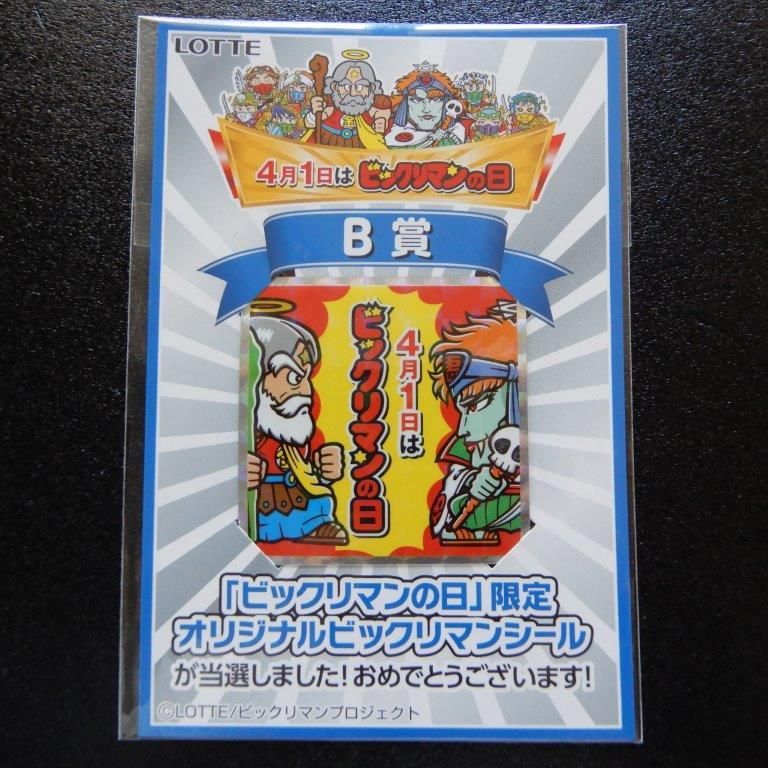 LOTTE
4月1日は ビックリマンの日
B賞
4月1日は
ビックリマンの日
「ビックリマンの日」限定
オリジナルビックリマンシール
が当選しました!おめでとうございます!
©LOTTE/ビックリマンプロジェクト